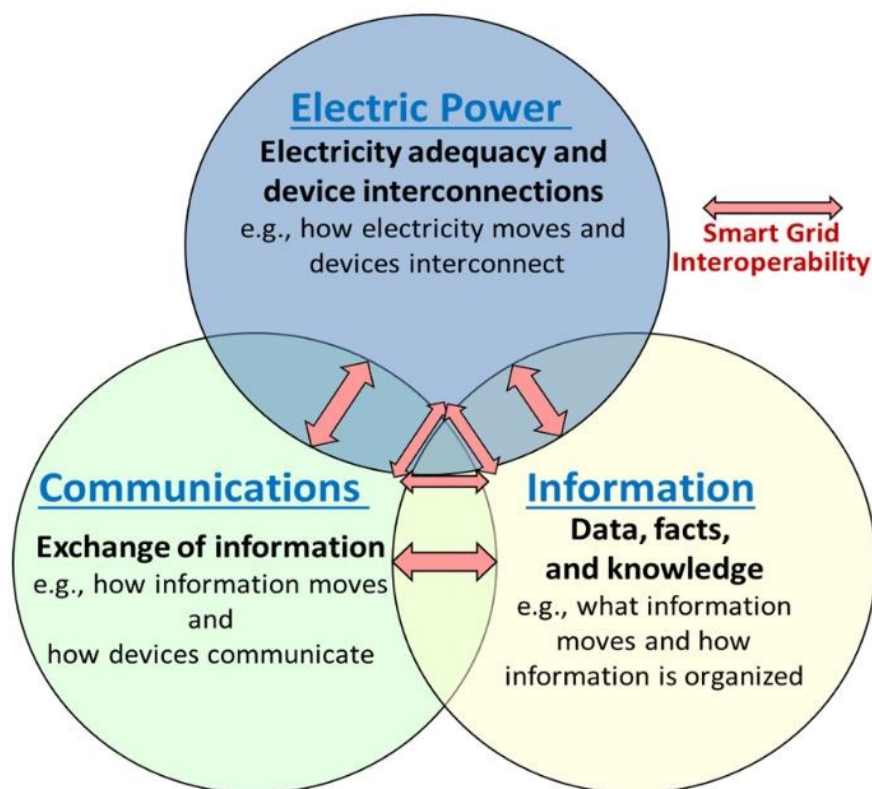 Electric Power
Electricity adequacy and
device interconnections
e.g., how electricity moves and
devices interconnect
Smart Grid
Interoperability
Communications
Exchange of information
e.g., how information moves
and
how devices communicate
Information
Data, facts,
and knowledge
e.g., what information
moves and how
information is organized